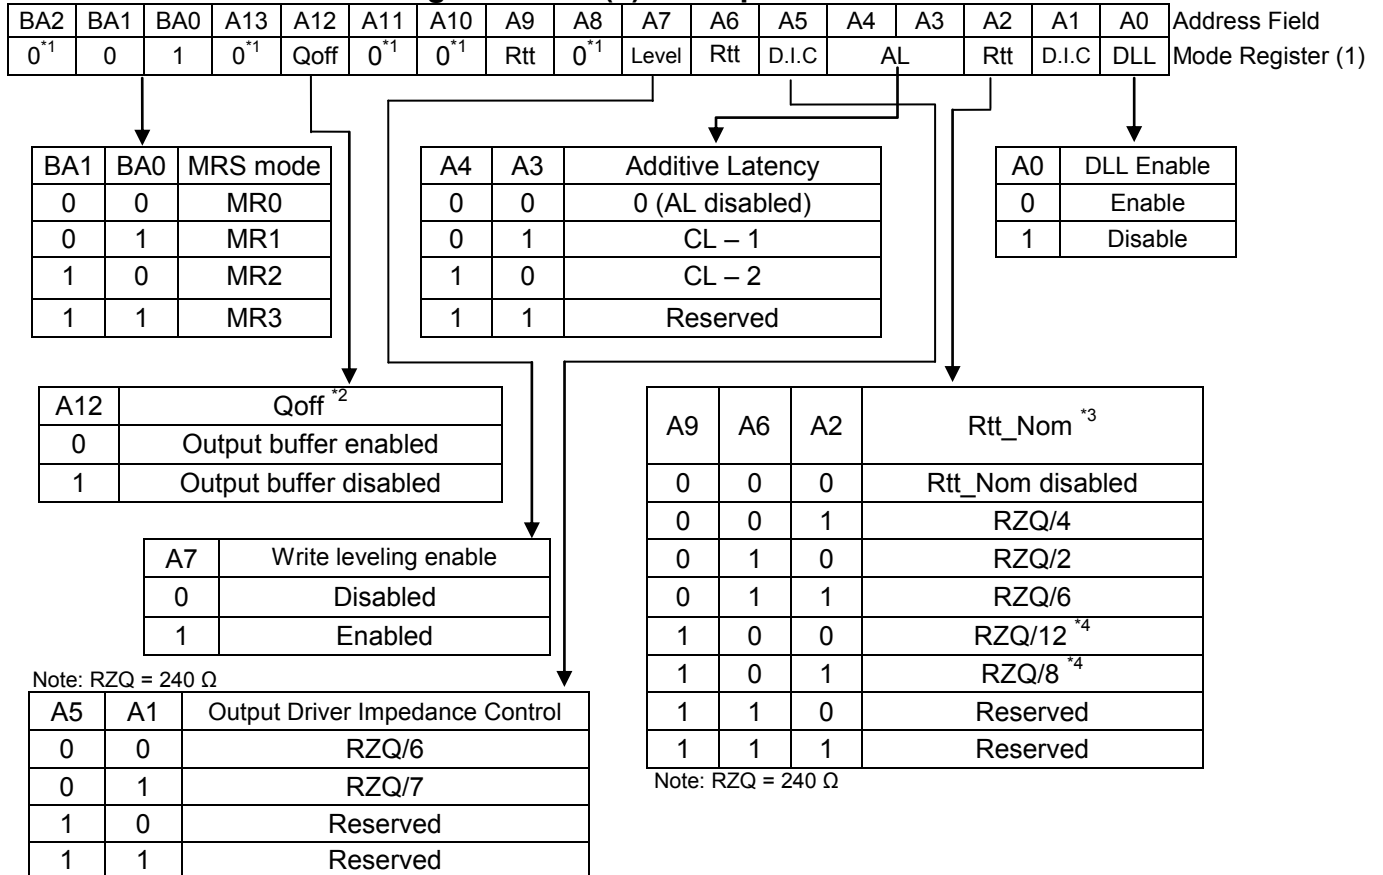 BA2 BA1 BA0 A13 A12 A11 A10 A9 A8 A7 A6 A5 A4 A3 A2 A1 A0 Address Field
0*1 0 1 0*1 Qoff 0*1 0*1 Rtt 0*1 Level Rtt D.I.C AL Rtt D.I.C DLL Mode Register (1)
BA1 BA0 MRS mode
0 0 MR0
0 1 MR1
1 0 MR2
1 1 MR3
A4 A3 Additive Latency
0 0 0 (AL disabled)
0 1 CL – 1
1 0 CL – 2
1 1 Reserved
A0 DLL Enable
0 Enable
1 Disable
A12 Qoff *2
0 Output buffer enabled
1 Output buffer disabled
A7 Write leveling enable
0 Disabled
1 Enabled
Note: RZQ = 240 Ω
A5 A1 Output Driver Impedance Control
0 0 RZQ/6
0 1 RZQ/7
1 0 Reserved
1 1 Reserved
A9 A6 A2 Rtt_Nom *3
0 0 0 Rtt_Nom disabled
0 0 1 RZQ/4
0 1 0 RZQ/2
0 1 1 RZQ/6
1 0 0 RZQ/12 *4
1 0 1 RZQ/8 *4
1 1 0 Reserved
1 1 1 Reserved
Note: RZQ = 240 Ω